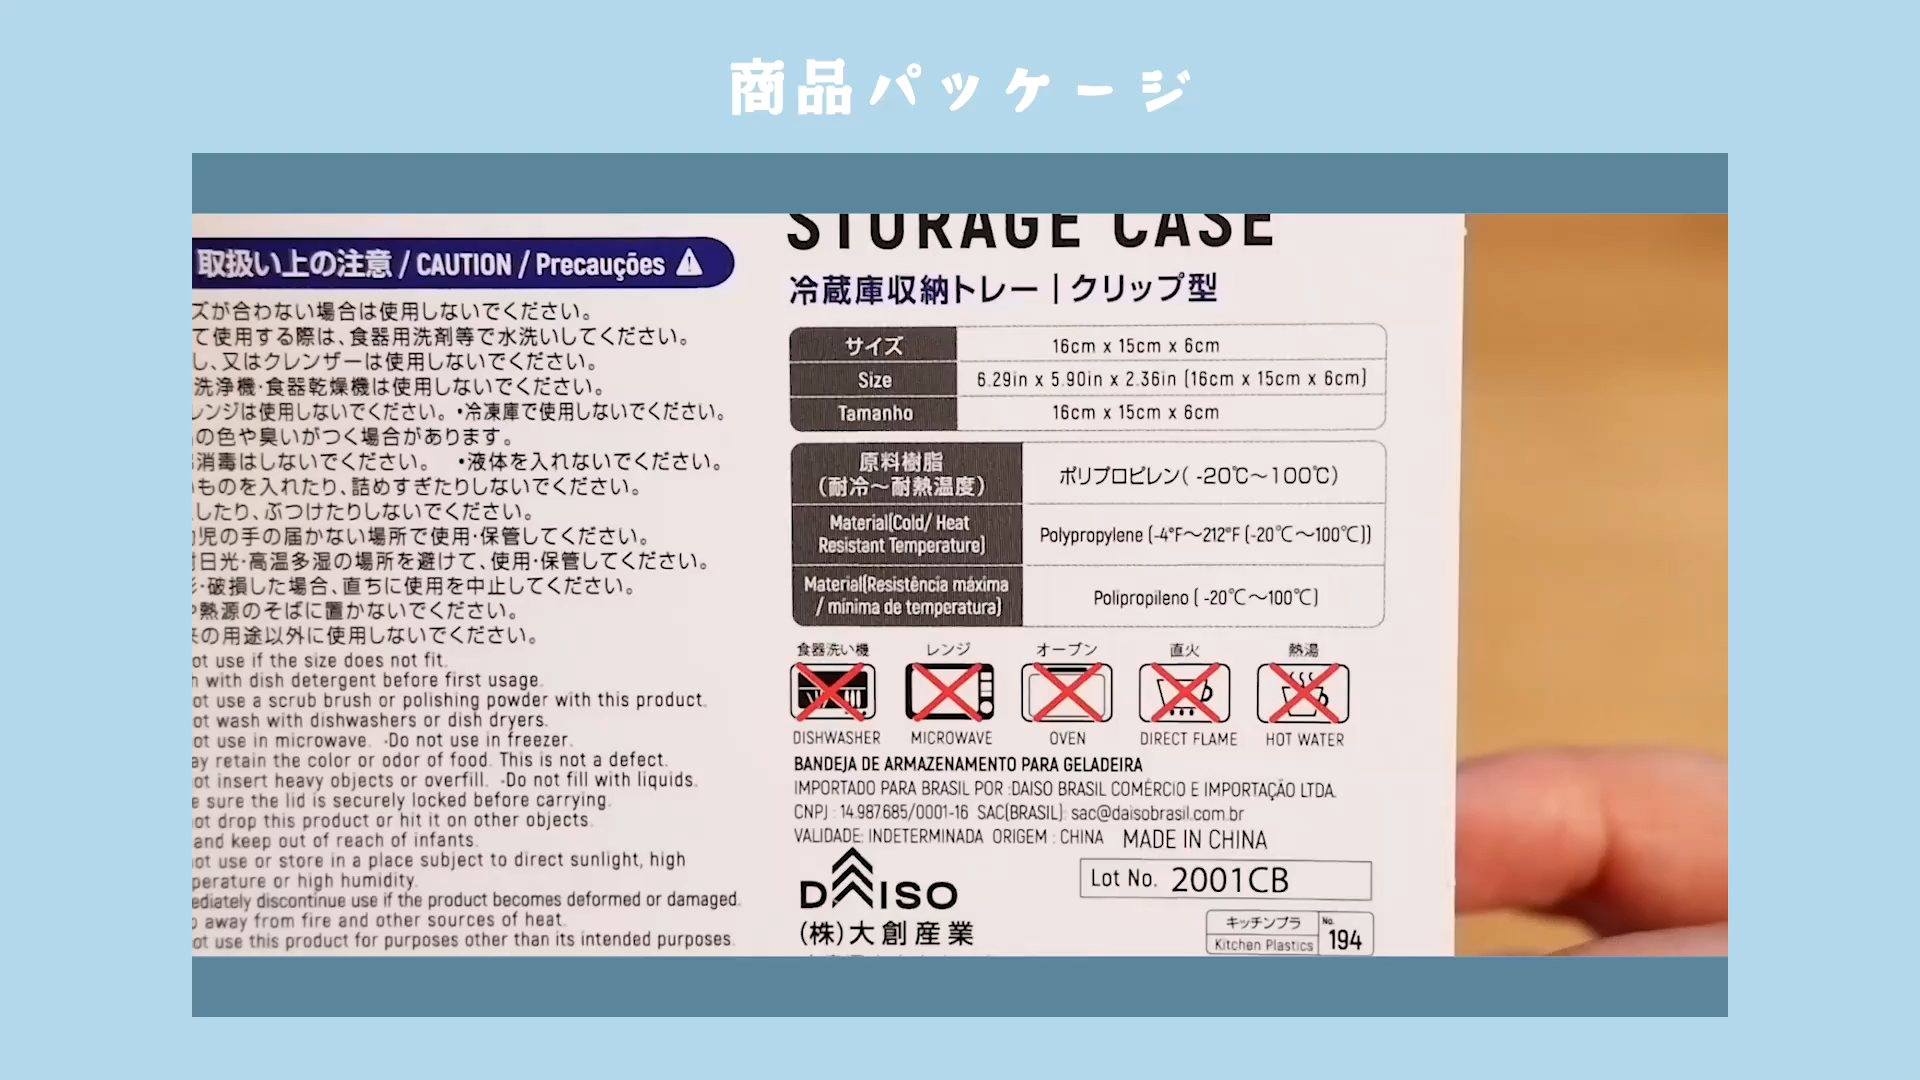 商品パッケージ
取扱い上の注意 / CAUTION / Precauções
ズが合わない場合は使用しないでください。
て使用する際は、食器用洗剤等で水洗いしてください。
し、又はクレンザーは使用しないでください。
洗浄機・食器乾燥機は使用しないでください。
レンジは使用しないでください。 ・冷凍庫で使用しないでください。
の色や臭いがつく場合があります。
消毒はしないでください。 ・液体を入れないでください。
ものを入れたり、詰めすぎたりしないでください。
したり、ぶつけたりしないでください。
児の手の届かない場所で使用・保管してください。
日光・高温多湿の場所を避けて、使用・保管してください。
・破損した場合、直ちに使用を中止してください。
熱源のそばに置かないでください。
の用途以外に使用しないでください。
ot use if the size does not fit.
with dish detergent before first usage.
ot use a scrub brush or polishing powder with this product.
ot wash with dishwashers or dish dryers.
ot use in microwave. ·Do not use in freezer.
ay retain the color or odor of food. This is not a defect.
ot insert heavy objects or overfill. ·Do not fill with liquids.
e sure the lid is securely locked before carrying.
ot drop this product or hit it on other objects.
and keep out of reach of infants.
ot use or store in a place subject to direct sunlight, high
perature or high humidity.
ediately discontinue use if the product becomes deformed or damaged.
away from fire and other sources of heat.
ot use this product for purposes other than its intended purposes.
STORAGE CASE
冷蔵庫収納トレー | クリップ型
サイズ 16cm x 15cm x 6cm
Size 6.29in x 5.90in x 2.36in (16cm x 15cm x 6cm)
Tamanho 16cm x 15cm x 6cm
原料樹脂
(耐冷～耐熱温度) ポリプロピレン( -20℃～100℃)
Material(Cold/ Heat
Resistant Temperature) Polypropylene (-4°F～212°F (-20℃～100℃))
Material(Resistência máxima
/ mínima de temperatura) Polipropileno ( -20℃～100℃)
食器洗い機 レンジ オーブン 直火 熱湯
DISHWASHER MICROWAVE OVEN DIRECT FLAME HOT WATER
BANDEJA DE ARMAZENAMENTO PARA GELADEIRA
IMPORTADO PARA BRASIL POR :DAISO BRASIL COMÉRCIO E IMPORTAÇÃO LTDA.
CNPJ : 14.987.685/0001-16 SAC(BRASIL): sac@daisobrasil.com.br
VALIDADE: INDETERMINADA ORIGEM : CHINA MADE IN CHINA
DAISO
Lot No. 2001CB
(株)大創産業
キッチンプラ No.
Kitchen Plastics 194